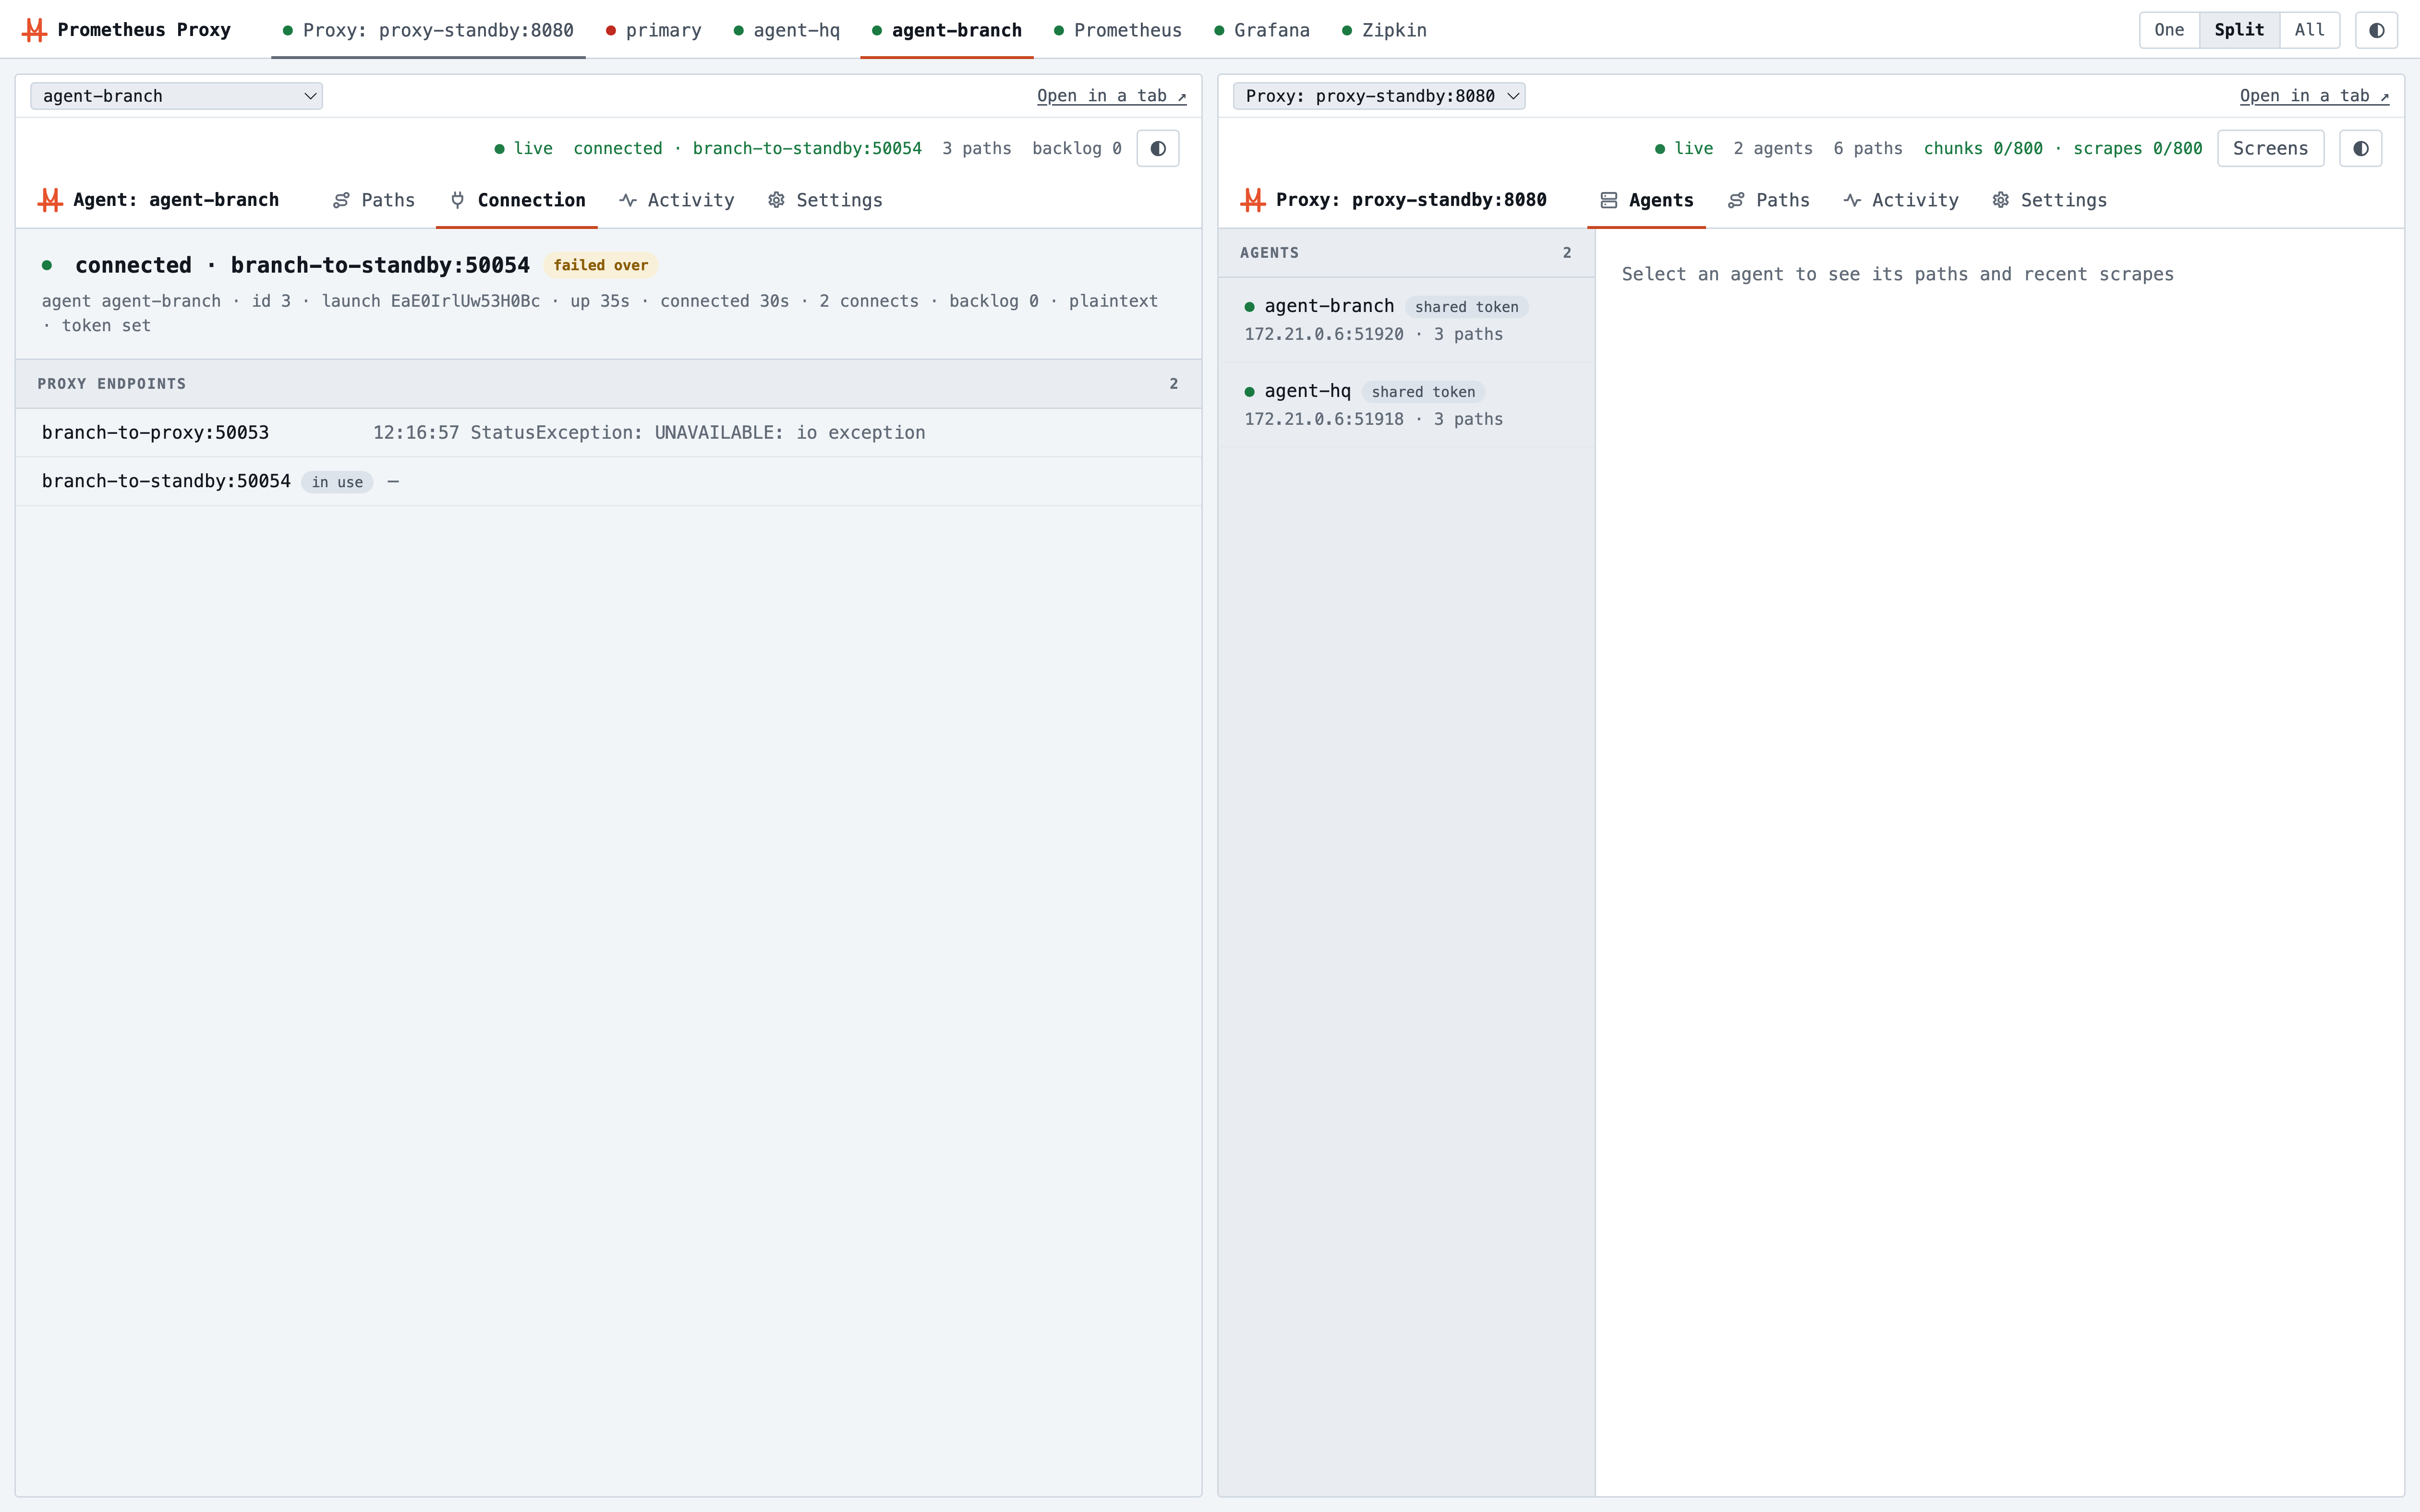 Prometheus Proxy
Proxy: proxy-standby:8080
primary
agent-hq
agent-branch
Prometheus
Grafana
Zipkin
One
Split
All
agent-branch
Open in a tab ↗
live connected · branch-to-standby:50054 3 paths backlog 0
Agent: agent-branch
Paths
Connection
Activity
Settings
connected · branch-to-standby:50054 failed over
agent agent-branch · id 3 · launch EaE0IrlUw53H0Bc · up 35s · connected 30s · 2 connects · backlog 0 · plaintext
· token set
PROXY ENDPOINTS 2
branch-to-proxy:50053 12:16:57 StatusException: UNAVAILABLE: io exception
branch-to-standby:50054 in use —
Proxy: proxy-standby:8080
Open in a tab ↗
live 2 agents 6 paths chunks 0/800 · scrapes 0/800 Screens
Proxy: proxy-standby:8080
Agents
Paths
Activity
Settings
AGENTS 2
agent-branch shared token
172.21.0.6:51920 · 3 paths
agent-hq shared token
172.21.0.6:51918 · 3 paths
Select an agent to see its paths and recent scrapes